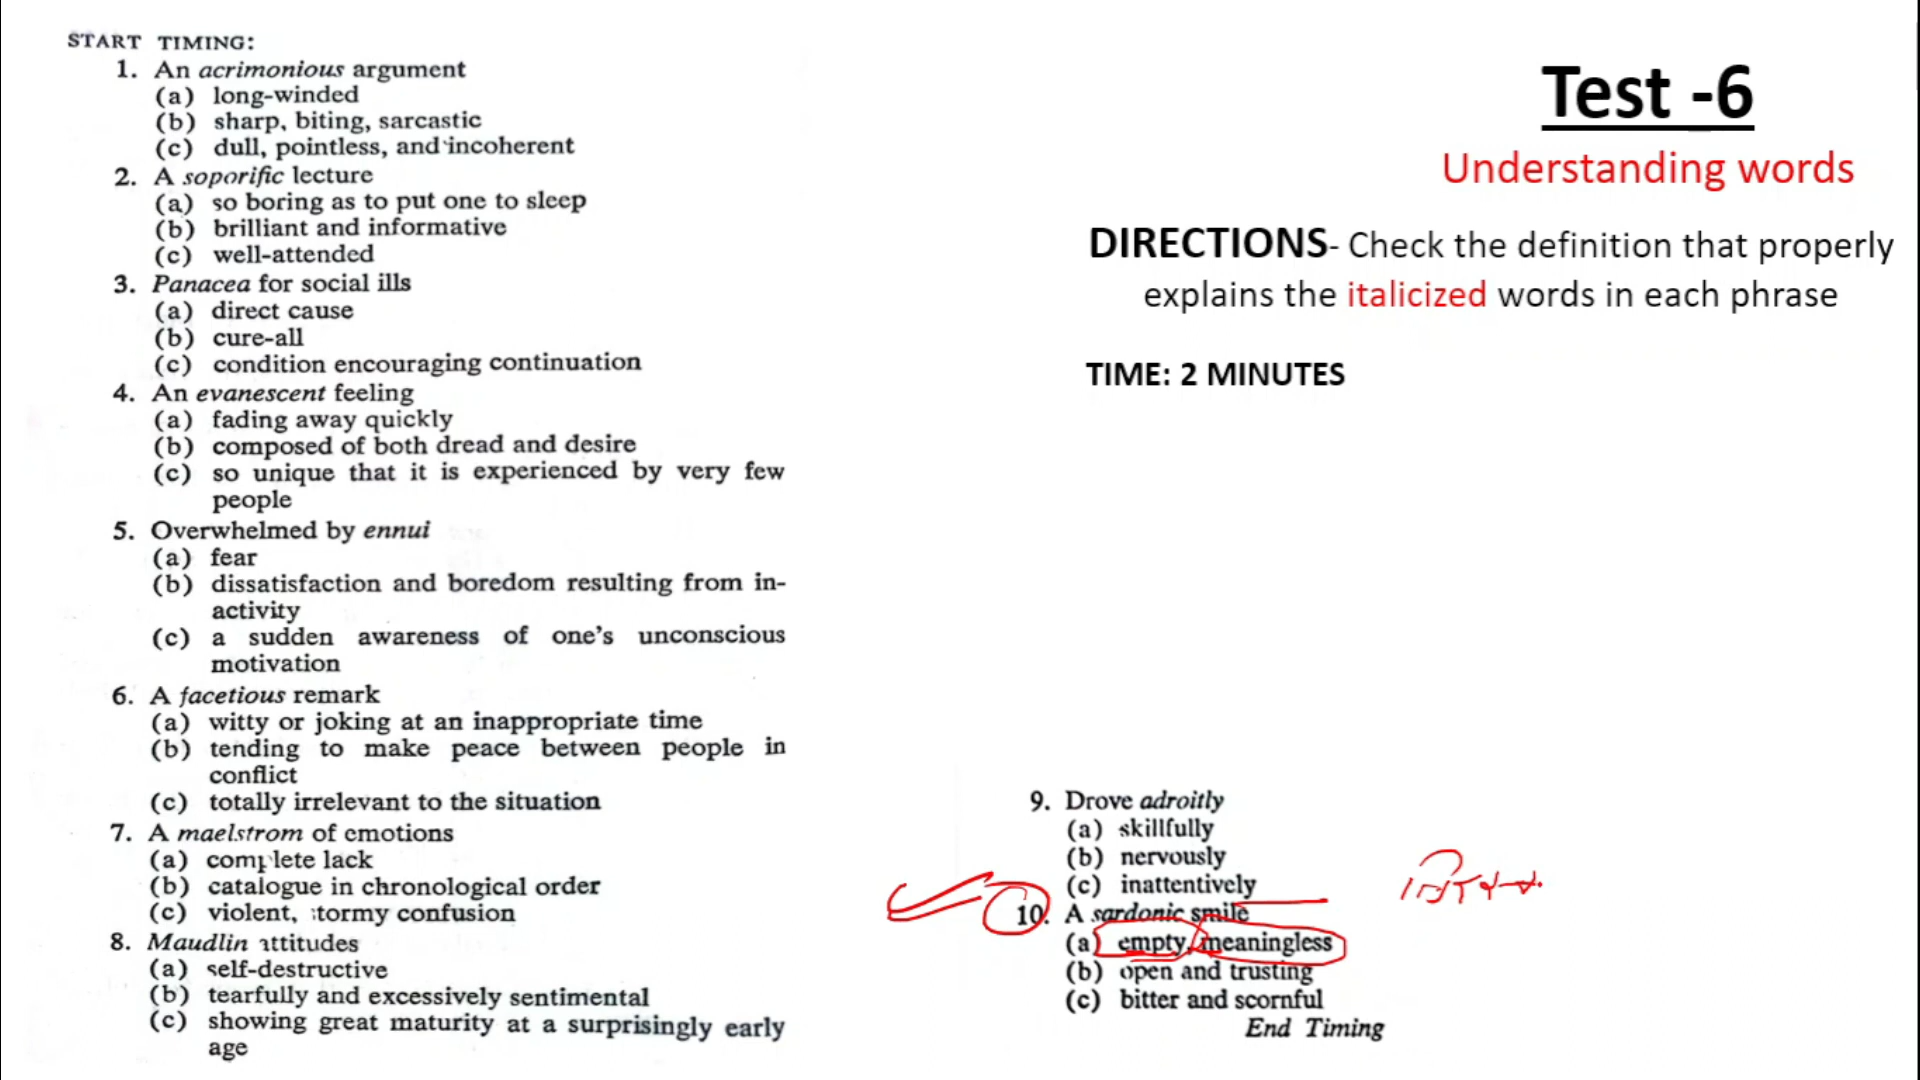 START TIMING:
1. An acrimonious argument
(a) long-winded
(b) sharp, biting, sarcastic
(c) dull, pointless, and incoherent
2. A soporific lecture
(a) so boring as to put one to sleep
(b) brilliant and informative
(c) well-attended
3. Panacea for social ills
(a) direct cause
(b) cure-all
(c) condition encouraging continuation
4. An evanescent feeling
(a) fading away quickly
(b) composed of both dread and desire
(c) so unique that it is experienced by very few
people
5. Overwhelmed by ennui
(a) fear
(b) dissatisfaction and boredom resulting from in-
activity
(c) a sudden awareness of one's unconscious
motivation
6. A facetious remark
(a) witty or joking at an inappropriate time
(b) tending to make peace between people in
conflict
(c) totally irrelevant to the situation
7. A maelstrom of emotions
(a) complete lack
(b) catalogue in chronological order
(c) violent, stormy confusion
8. Maudlin attitudes
(a) self-destructive
(b) tearfully and excessively sentimental
(c) showing great maturity at a surprisingly early
age
Test -6
Understanding words
DIRECTIONS- Check the definition that properly
explains the italicized words in each phrase
TIME: 2 MINUTES
9. Drove adroitly
(a) skillfully
(b) nervously
(c) inattentively
10. A sardonic smile
(a) empty, meaningless
(b) open and trusting
(c) bitter and scornful
End Timing